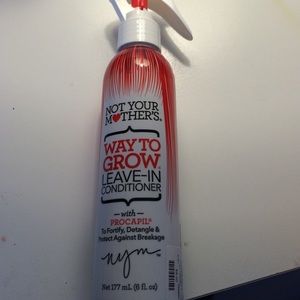 NOT YOUR
MOTHER'S®
WAY TO
GROW
LEAVE-IN
CONDITIONER
with
PROCAPIL®
To Fortify, Detangle &
Protect Against Breakage
nym™
Net 177 mL (6 fl. oz)